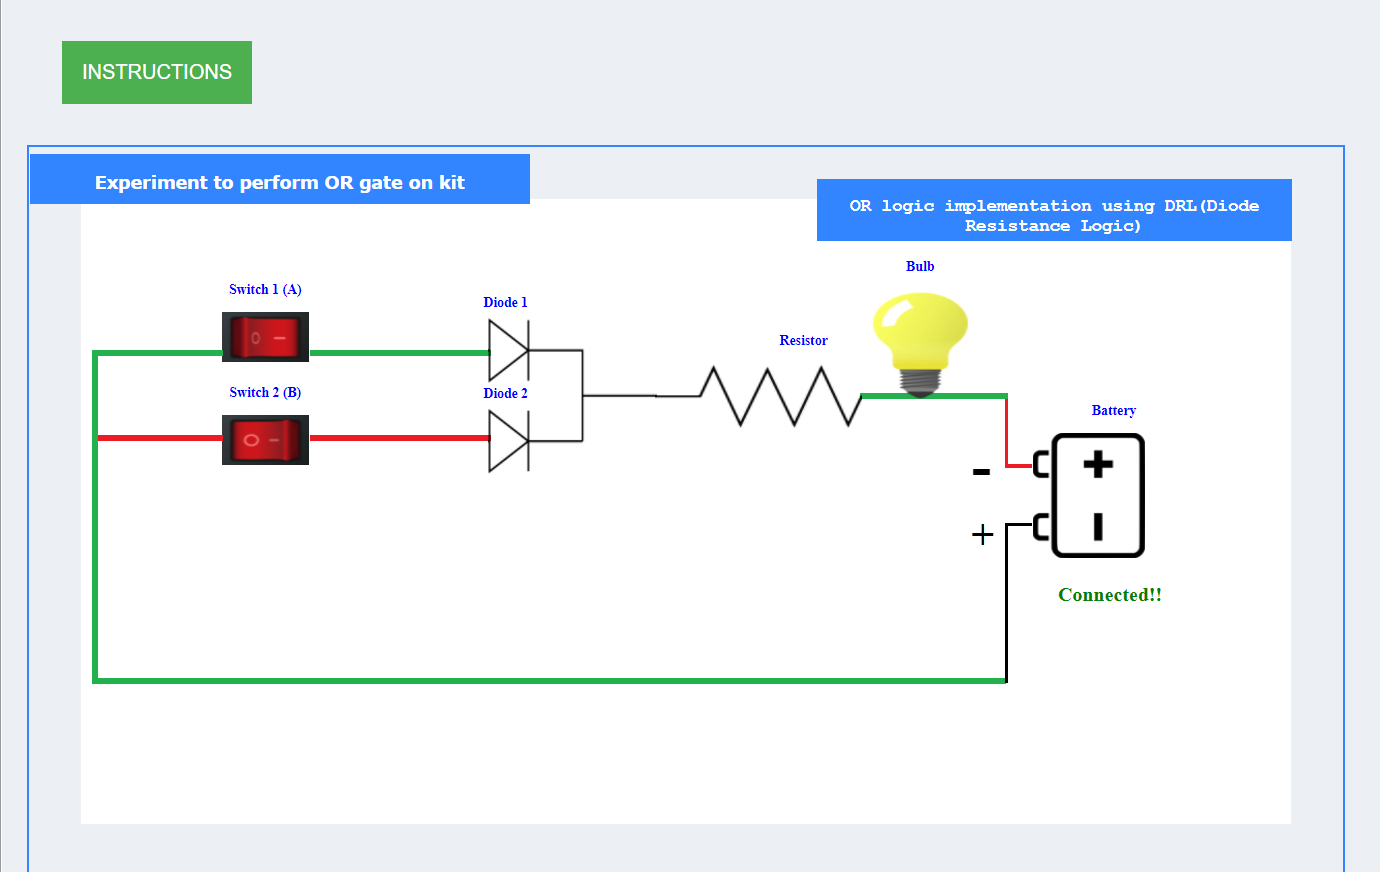 INSTRUCTIONS
Experiment to perform OR gate on kit
OR logic implementation using DRL(Diode
Resistance Logic)
Bulb
Switch 1 (A)
Diode 1
Resistor
Switch 2 (B)
Diode 2
Battery
-
+
+
-
Connected!!